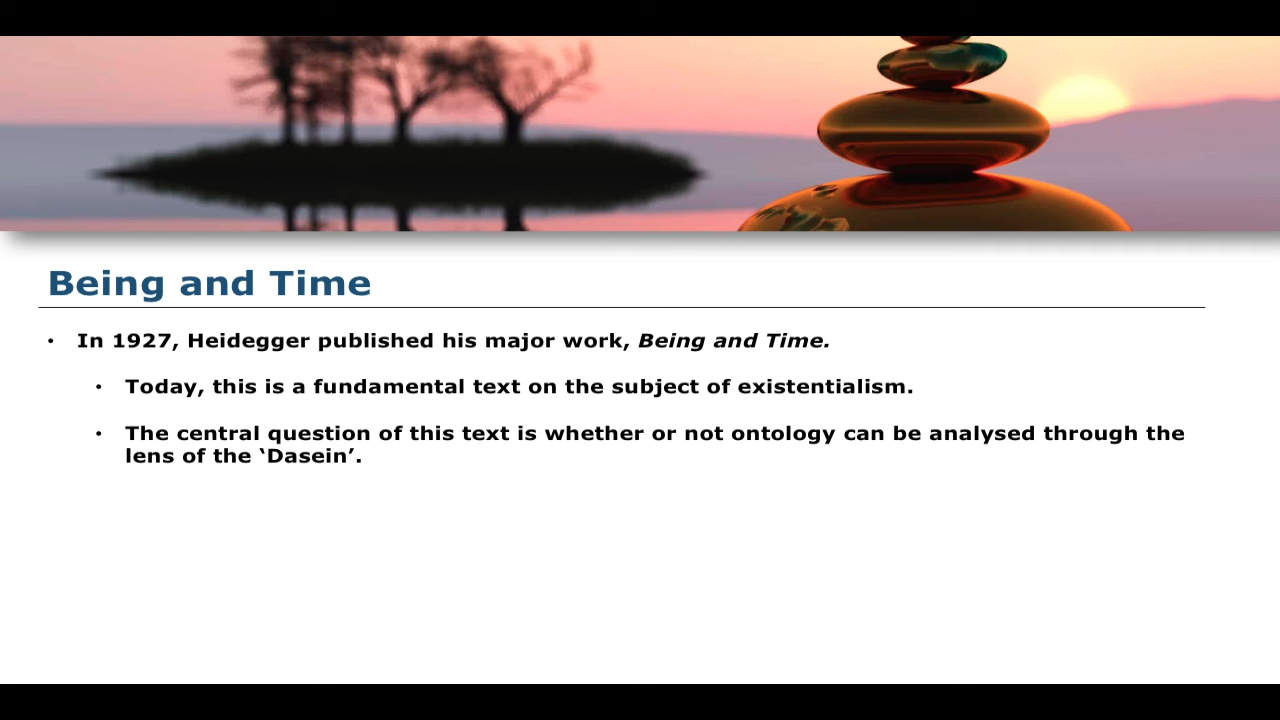 Being and Time
• In 1927, Heidegger published his major work, Being and Time.
• Today, this is a fundamental text on the subject of existentialism.
• The central question of this text is whether or not ontology can be analysed through the
lens of the ‘Dasein’.